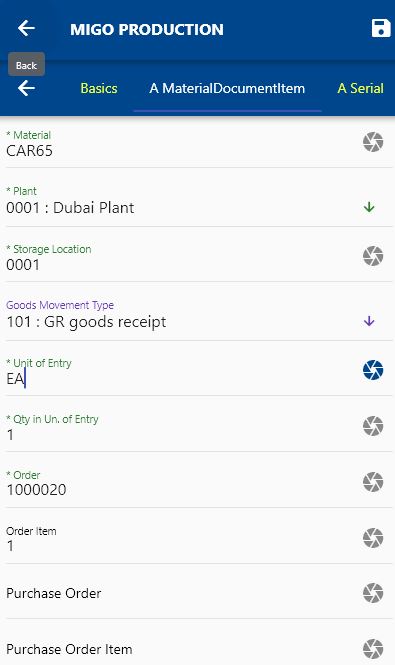 MIGO PRODUCTION
Back
Basics A MaterialDocumentItem A Serial
* Material
CAR65
* Plant
0001 : Dubai Plant
* Storage Location
0001
Goods Movement Type
101 : GR goods receipt
* Unit of Entry
EA
* Qty in Un. of Entry
1
* Order
1000020
Order Item
1
Purchase Order
Purchase Order Item